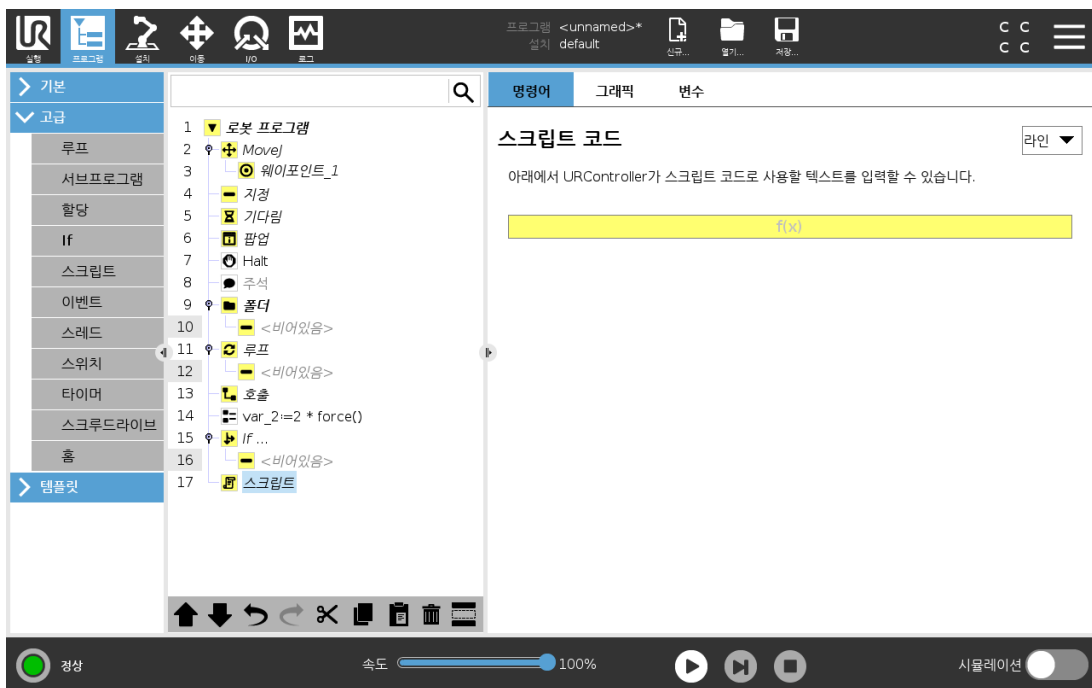 UR
프로그램 <unnamed>*
설치 default
C C
C C
실행
프로그램
설치
이동
I/O
로그
신규...
열기...
저장...
기본
고급
루프
서브프로그램
할당
If
스크립트
이벤트
스레드
스위치
타이머
스크루드라이브
홈
템플릿
1 로봇 프로그램
2 MoveJ
3 웨이포인트_1
4 지정
5 기다림
6 팝업
7 Halt
8 주석
9 폴더
10 <비어있음>
11 루프
12 <비어있음>
13 호출
14 var_2:=2 * force()
15 If ...
16 <비어있음>
17 스크립트
명령어 그래픽 변수
스크립트 코드
라인
아래에서 URController가 스크립트 코드로 사용할 텍스트를 입력할 수 있습니다.
f(x)
정상
속도
100%
시뮬레이션